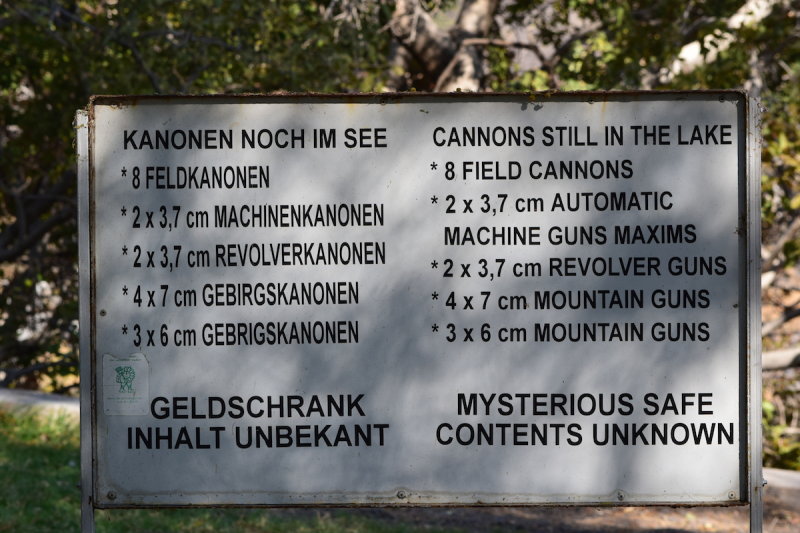 KANONEN NOCH IM SEE
* 8 FELDKANONEN
* 2 x 3,7 cm MACHINENKANONEN
* 2 x 3,7 cm REVOLVERKANONEN
* 4 x 7 cm GEBIRGSKANONEN
* 3 x 6 cm GEBRIGSKANONEN
GELDSCHRANK
INHALT UNBEKANT
CANNONS STILL IN THE LAKE
* 8 FIELD CANNONS
* 2 x 3,7 cm AUTOMATIC
MACHINE GUNS MAXIMS
* 2 x 3,7 cm REVOLVER GUNS
* 4 x 7 cm MOUNTAIN GUNS
* 3 x 6 cm MOUNTAIN GUNS
MYSTERIOUS SAFE
CONTENTS UNKNOWN